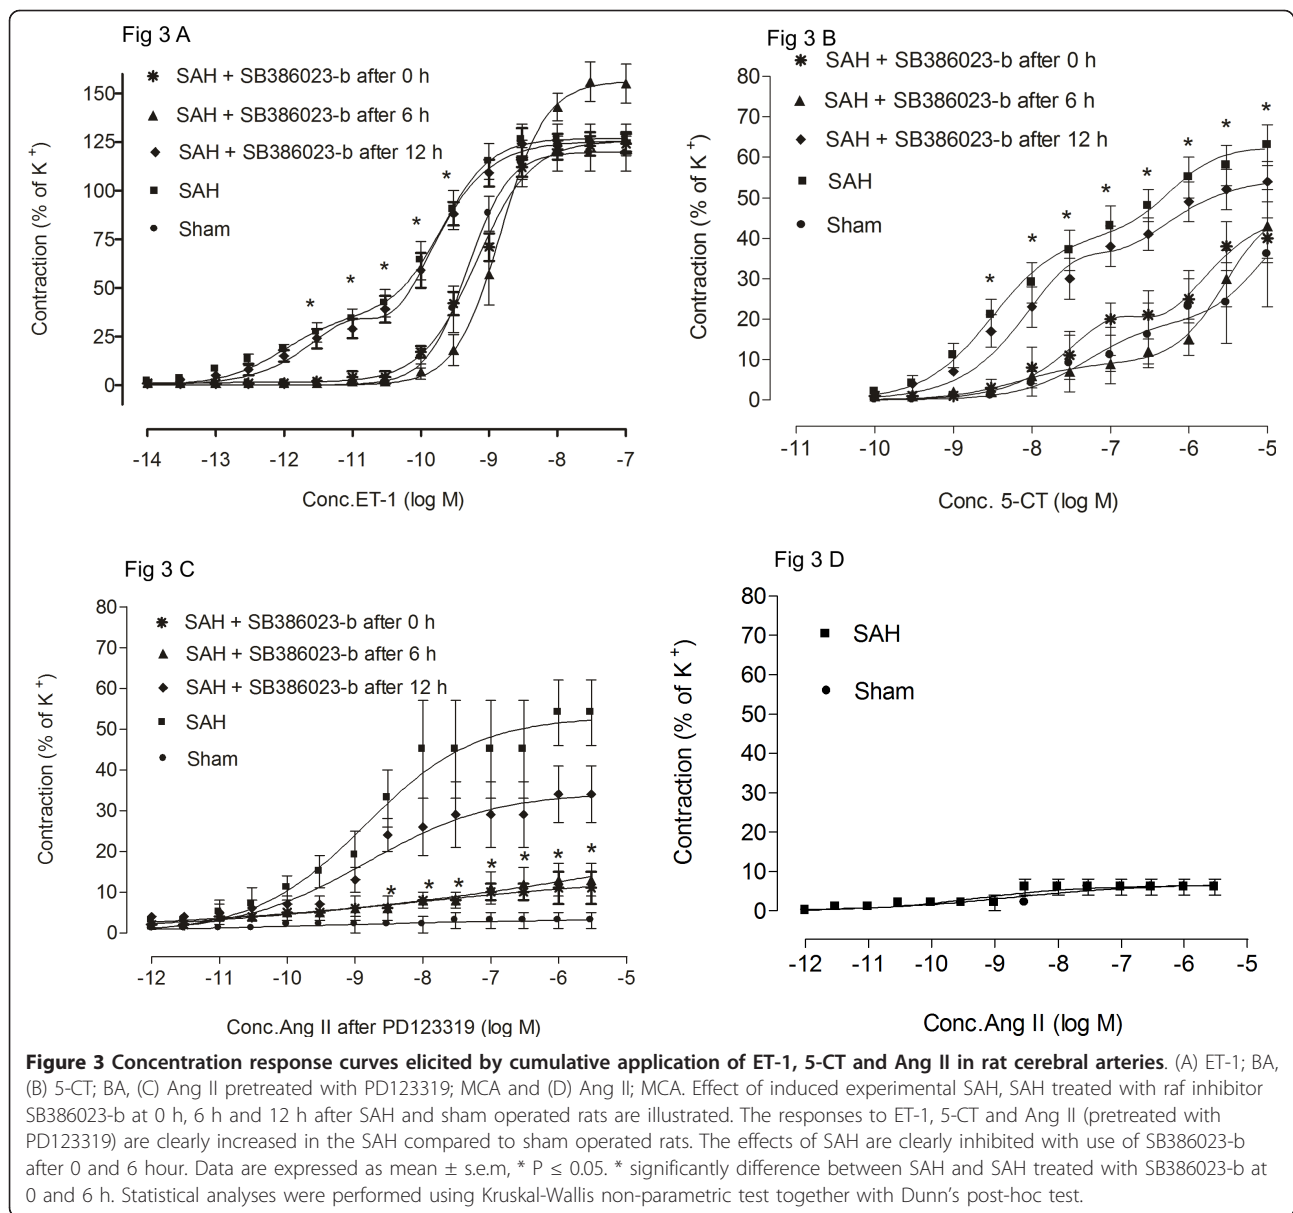 Fig 3 A
SAH + SB386023-b after 0 h
SAH + SB386023-b after 6 h
SAH + SB386023-b after 12 h
SAH
Sham
Contraction (% of K +)
150
125
100
75
50
25
0
* * * * *
-14 -13 -12 -11 -10 -9 -8 -7
Conc.ET-1 (log M)
Fig 3 B
SAH + SB386023-b after 0 h
SAH + SB386023-b after 6 h
SAH + SB386023-b after 12 h
SAH
Sham
Contraction (% of K +)
80
70
60
50
40
30
20
10
0
* * * * * * * *
-11 -10 -9 -8 -7 -6 -5
Conc. 5-CT (log M)
Fig 3 C
SAH + SB386023-b after 0 h
SAH + SB386023-b after 6 h
SAH + SB386023-b after 12 h
SAH
Sham
Contraction (% of K +)
80
70
60
50
40
30
20
10
0
* * * * * * *
-12 -11 -10 -9 -8 -7 -6 -5
Conc.Ang II after PD123319 (log M)
Fig 3 D
SAH
Sham
Contraction (% of K +)
80
70
60
50
40
30
20
10
0
-12 -11 -10 -9 -8 -7 -6 -5
Conc.Ang II (log M)
Figure 3 Concentration response curves elicited by cumulative application of ET-1, 5-CT and Ang II in rat cerebral arteries. (A) ET-1; BA,
(B) 5-CT; BA, (C) Ang II pretreated with PD123319; MCA and (D) Ang II; MCA. Effect of induced experimental SAH, SAH treated with raf inhibitor
SB386023-b at 0 h, 6 h and 12 h after SAH and sham operated rats are illustrated. The responses to ET-1, 5-CT and Ang II (pretreated with
PD123319) are clearly increased in the SAH compared to sham operated rats. The effects of SAH are clearly inhibited with use of SB386023-b
after 0 and 6 hour. Data are expressed as mean ± s.e.m, * P ≤ 0.05. * significantly difference between SAH and SAH treated with SB386023-b at
0 and 6 h. Statistical analyses were performed using Kruskal-Wallis non-parametric test together with Dunn's post-hoc test.